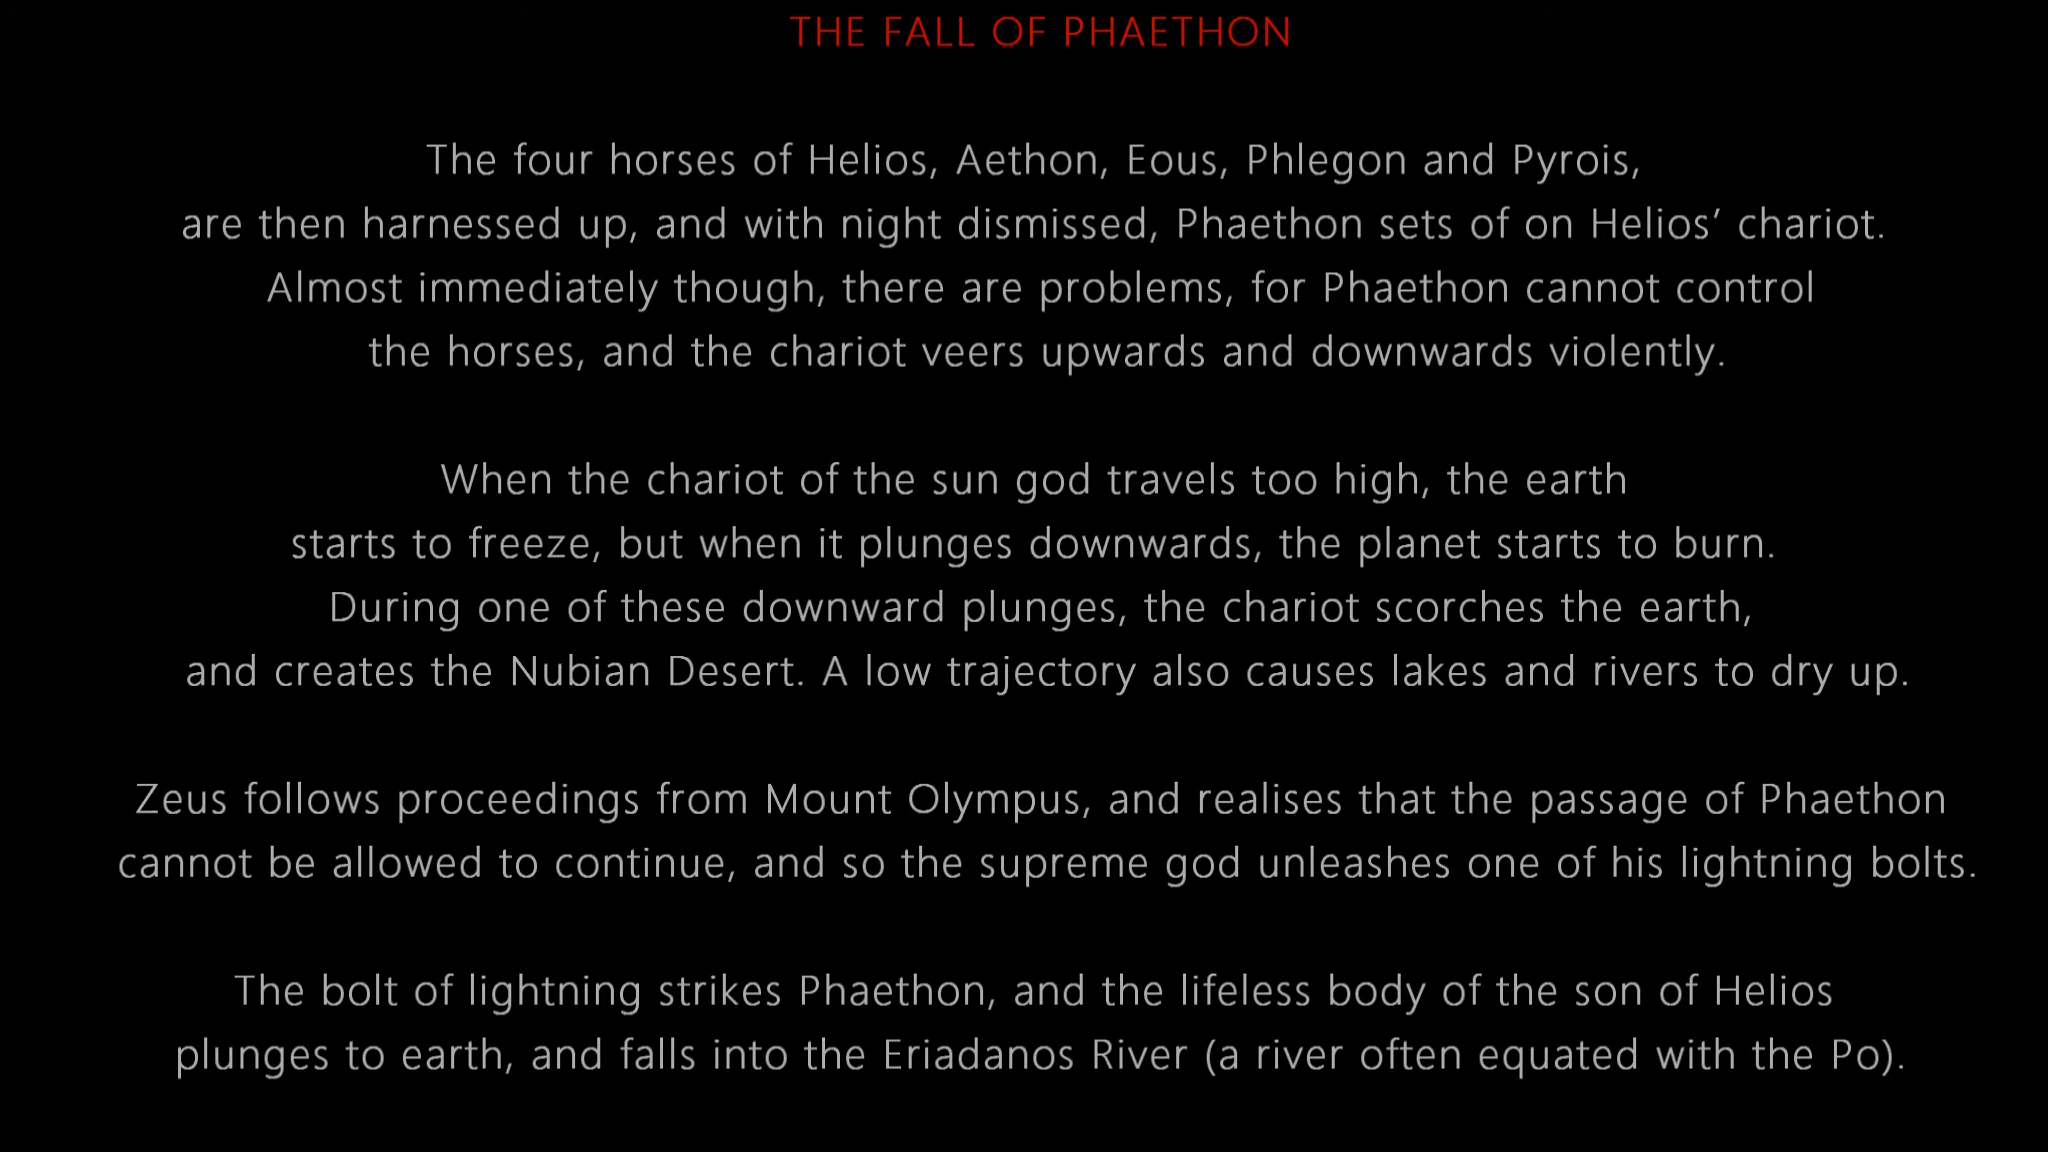 THE FALL OF PHAETHON
The four horses of Helios, Aethon, Eous, Phlegon and Pyrois,
are then harnessed up, and with night dismissed, Phaethon sets of on Helios’ chariot.
Almost immediately though, there are problems, for Phaethon cannot control
the horses, and the chariot veers upwards and downwards violently.
When the chariot of the sun god travels too high, the earth
starts to freeze, but when it plunges downwards, the planet starts to burn.
During one of these downward plunges, the chariot scorches the earth,
and creates the Nubian Desert. A low trajectory also causes lakes and rivers to dry up.
Zeus follows proceedings from Mount Olympus, and realises that the passage of Phaethon
cannot be allowed to continue, and so the supreme god unleashes one of his lightning bolts.
The bolt of lightning strikes Phaethon, and the lifeless body of the son of Helios
plunges to earth, and falls into the Eriadanos River (a river often equated with the Po).